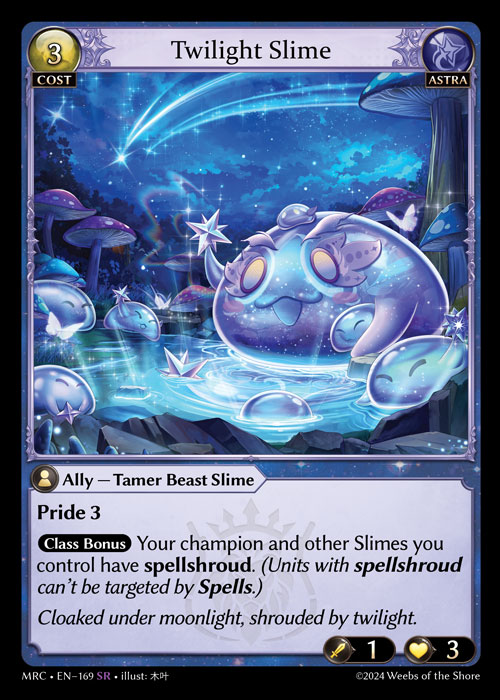 3
COST
Twilight Slime
ASTRA
Ally — Tamer Beast Slime
Pride 3
Class Bonus Your champion and other Slimes you
control have spellshroud. (Units with spellshroud
can't be targeted by Spells.)
Cloaked under moonlight, shrouded by twilight.
1
3
MRC • EN–169 SR • illust: 木叶
©2024 Weebs of the Shore